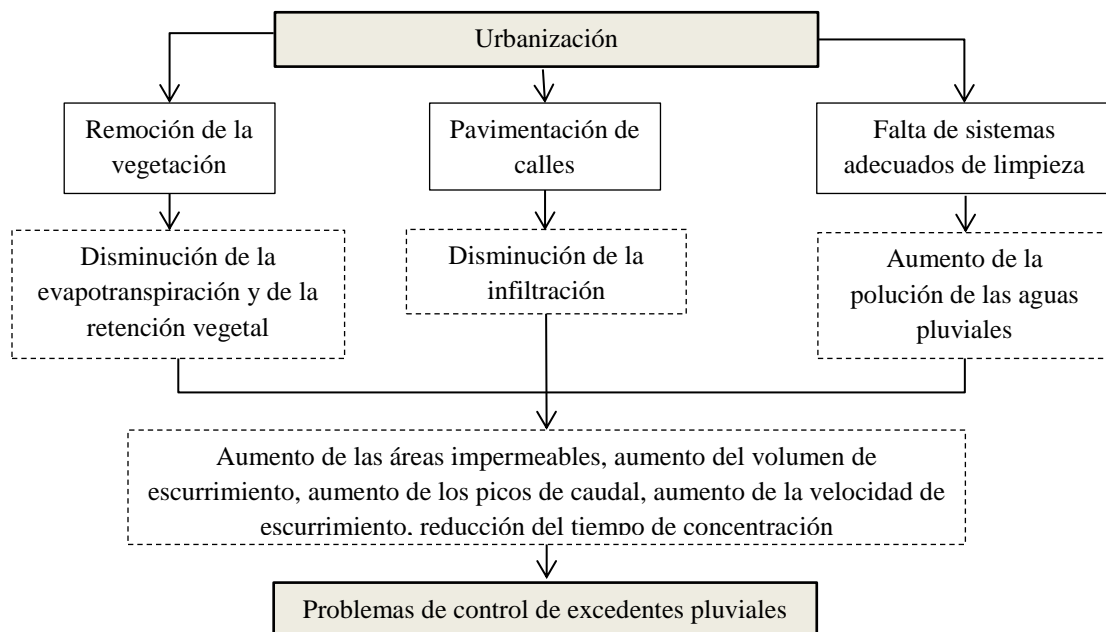 Urbanización
Remoción de la
vegetación
Pavimentación de
calles
Falta de sistemas
adecuados de limpieza
Disminución de la
evapotranspiración y de la
retención vegetal
Disminución de la
infiltración
Aumento de la
polución de las aguas
pluviales
Aumento de las áreas impermeables, aumento del volumen de
escurrimiento, aumento de los picos de caudal, aumento de la velocidad de
escurrimiento, reducción del tiempo de concentración
Problemas de control de excedentes pluviales